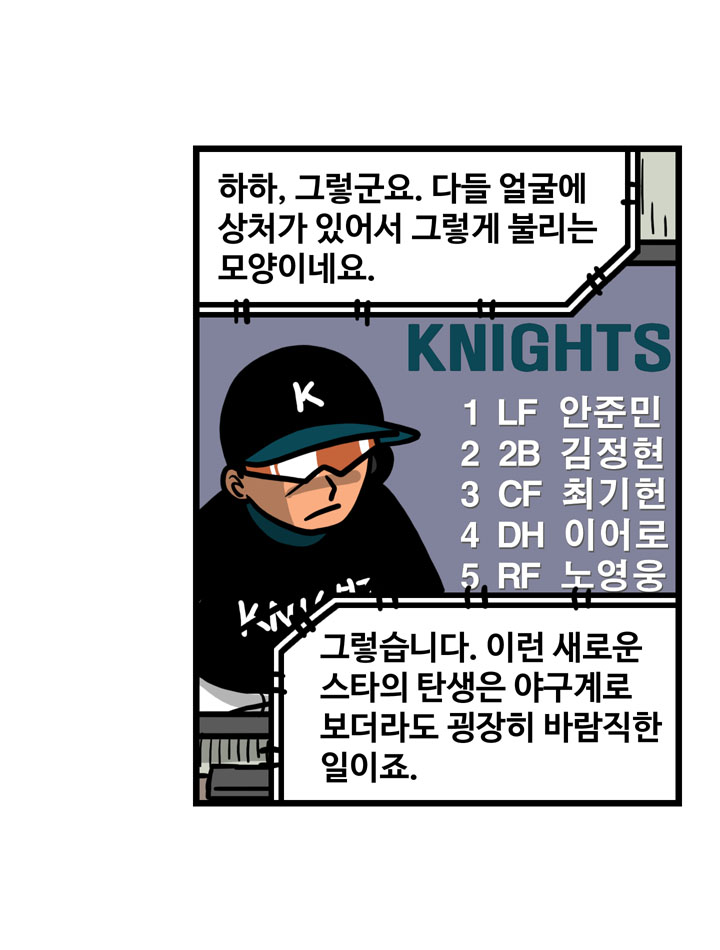 하하, 그렇군요. 다들 얼굴에
상처가 있어서 그렇게 불리는
모양이네요.
KNIGHTS
K
1 LF 안준민
2 2B 김정현
3 CF 최기헌
4 DH 이어로
5 RF 노영웅
그렇습니다. 이런 새로운
스타의 탄생은 야구계로
보더라도 굉장히 바람직한
일이죠.